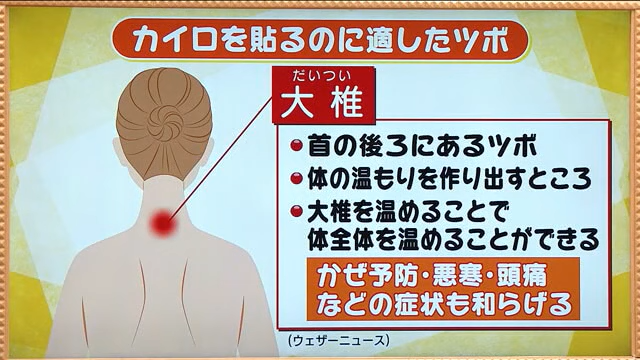 カイロを貼るのに適したツボ
だいつい
大椎
首の後ろにあるツボ
体の温もりを作り出すところ
大椎を温めることで
体全体を温めることができる
かぜ予防・悪寒・頭痛
などの症状も和らげる
(ウェザーニュース)